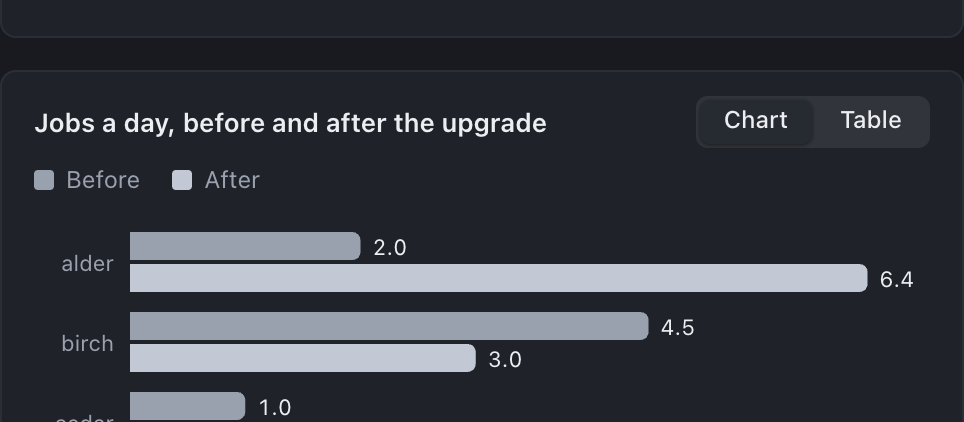 Jobs a day, before and after the upgrade
Chart Table
Before After
alder
2.0
6.4
birch
4.5
3.0
1.0